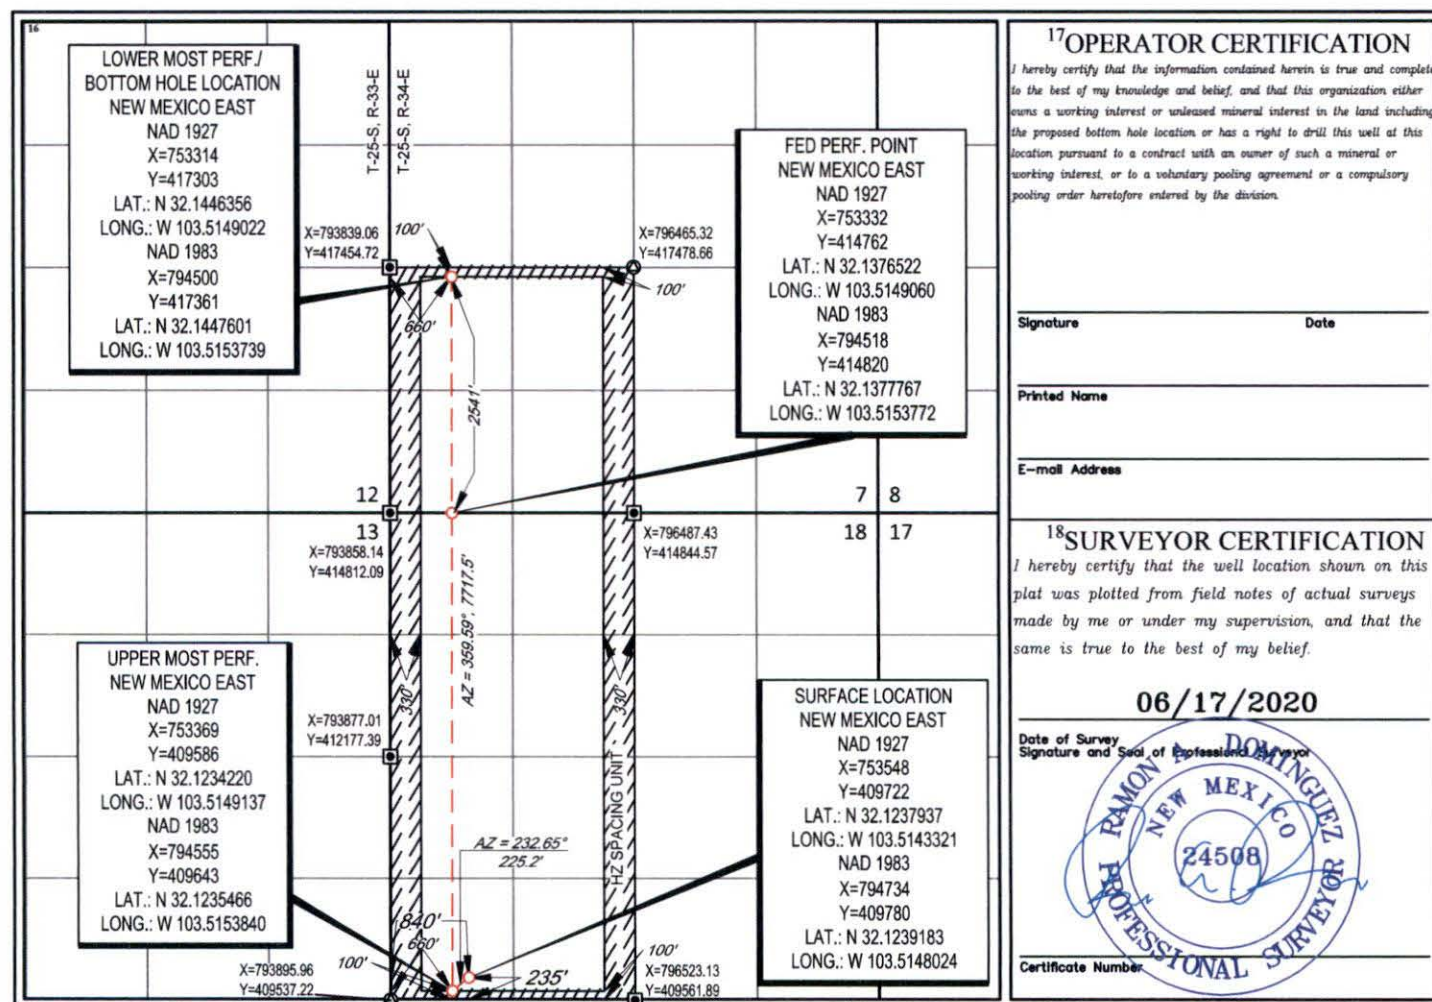 16
LOWER MOST PERF./
BOTTOM HOLE LOCATION
NEW MEXICO EAST
NAD 1927
X=753314
Y=417303
LAT.: N 32.1446356
LONG.: W 103.5149022
NAD 1983
X=794500
Y=417361
LAT.: N 32.1447601
LONG.: W 103.5153739
T-25-S, R-33-E
T-25-S, R-34-E
X=793839.06
Y=417454.72
100'
X=796465.32
Y=417478.66
100'
660'
2541'
FED PERF. POINT
NEW MEXICO EAST
NAD 1927
X=753332
Y=414762
LAT.: N 32.1376522
LONG.: W 103.5149060
NAD 1983
X=794518
Y=414820
LAT.: N 32.1377767
LONG.: W 103.5153772
12
13
7
8
18
17
X=793858.14
Y=414812.09
X=796487.43
Y=414844.57
AZ = 359.59°, 7717.5'
330'
330'
UPPER MOST PERF.
NEW MEXICO EAST
NAD 1927
X=753369
Y=409586
LAT.: N 32.1234220
LONG.: W 103.5149137
NAD 1983
X=794555
Y=409643
LAT.: N 32.1235466
LONG.: W 103.5153840
X=793877.01
Y=412177.39
HZ SPACING UNIT
AZ = 232.65°
225.2'
SURFACE LOCATION
NEW MEXICO EAST
NAD 1927
X=753548
Y=409722
LAT.: N 32.1237937
LONG.: W 103.5143321
NAD 1983
X=794734
Y=409780
LAT.: N 32.1239183
LONG.: W 103.5148024
840'
660'
100'
235'
100'
X=793895.96
Y=409537.22
X=796523.13
Y=409561.89
17OPERATOR CERTIFICATION
I hereby certify that the information contained herein is true and complete
to the best of my knowledge and belief, and that this organization either
owns a working interest or unleased mineral interest in the land including
the proposed bottom hole location or has a right to drill this well at this
location pursuant to a contract with an owner of such a mineral or
working interest, or to a voluntary pooling agreement or a compulsory
pooling order heretofore entered by the division.
Signature Date
Printed Name
E-mail Address
18SURVEYOR CERTIFICATION
I hereby certify that the well location shown on this
plat was plotted from field notes of actual surveys
made by me or under my supervision, and that the
same is true to the best of my belief.
06/17/2020
Date of Survey
Signature and Seal of Professional Surveyor
RAMON A. DOMINGUEZ
NEW MEXICO
24508
PROFESSIONAL SURVEYOR
Certificate Number